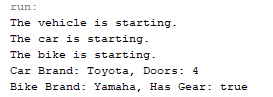 run:
The vehicle is starting.
The car is starting.
The bike is starting.
Car Brand: Toyota, Doors: 4
Bike Brand: Yamaha, Has Gear: true